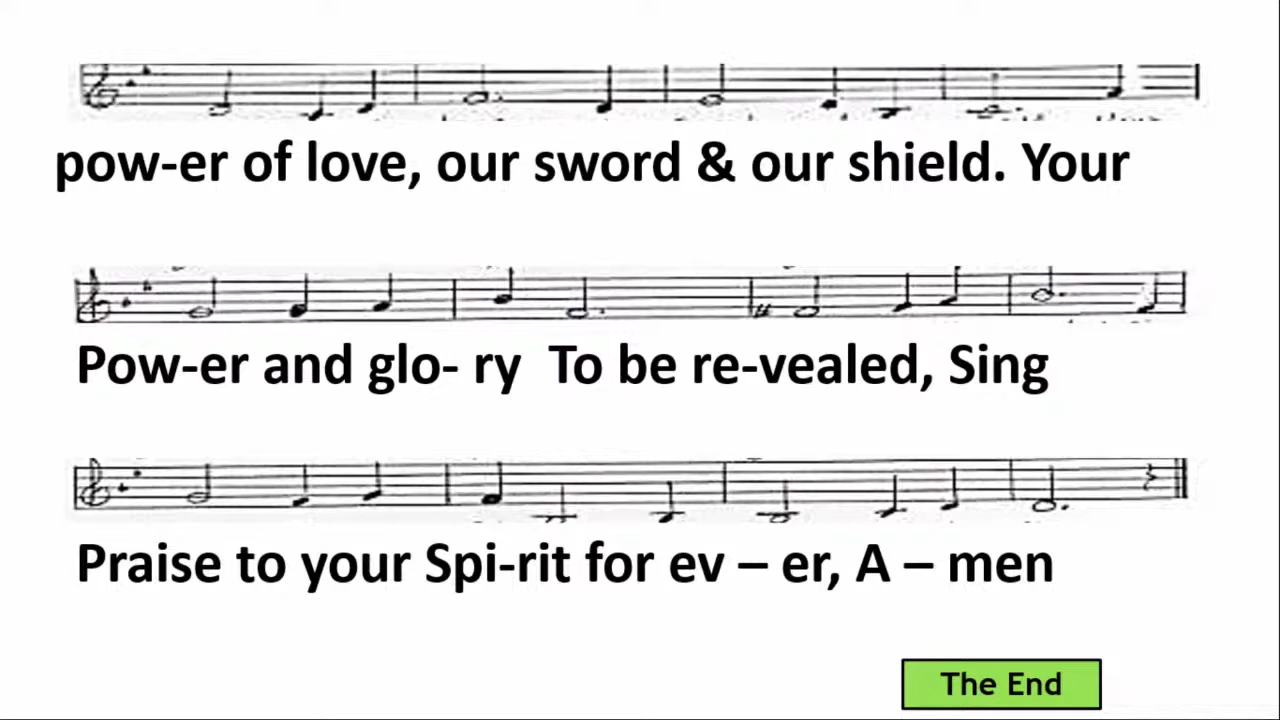 pow-er of love, our sword & our shield. Your
Pow-er and glo- ry To be re-vealed, Sing
Praise to your Spi-rit for ev – er, A – men
The End